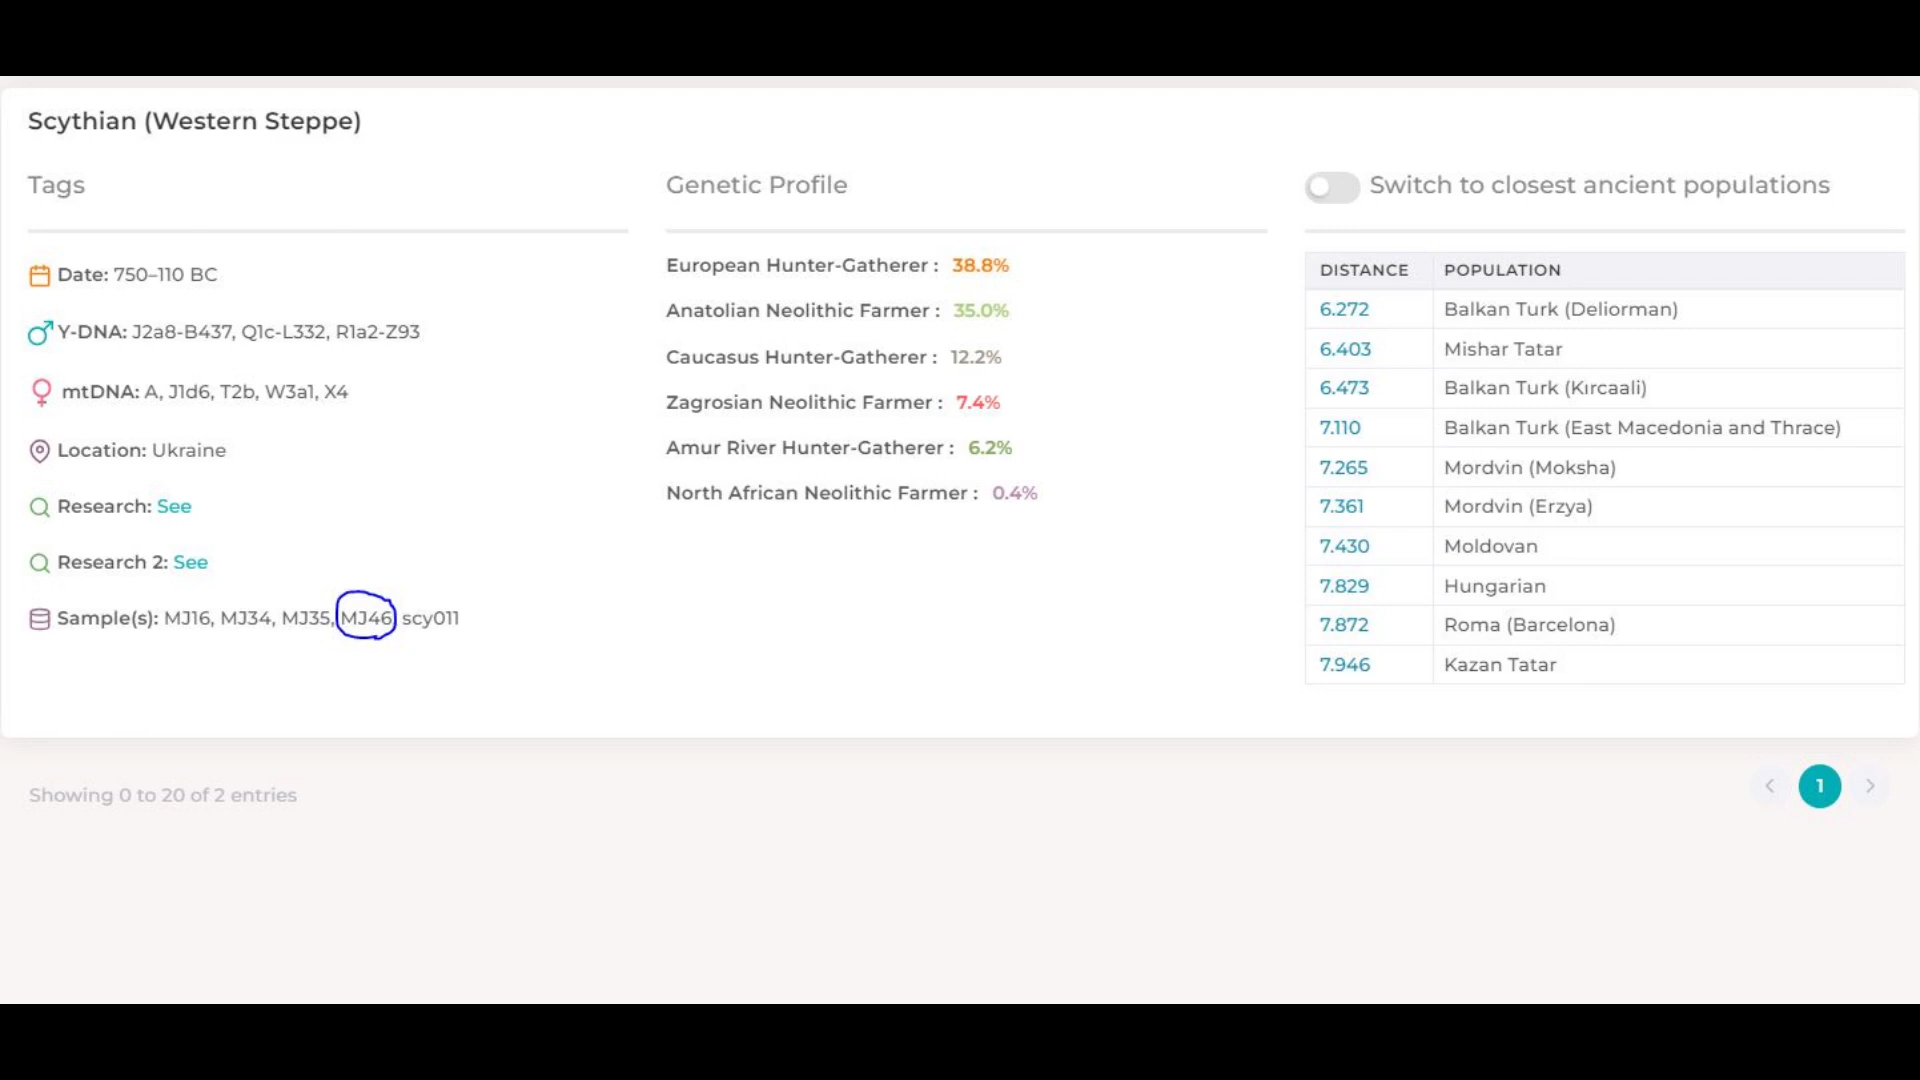 Scythian (Western Steppe)
Tags
Date: 750–110 BC
Y-DNA: J2a8-B437, Q1c-L332, R1a2-Z93
mtDNA: A, J1d6, T2b, W3a1, X4
Location: Ukraine
Research: See
Research 2: See
Sample(s): MJ16, MJ34, MJ35, MJ46, scy011
Genetic Profile
European Hunter-Gatherer : 38.8%
Anatolian Neolithic Farmer : 35.0%
Caucasus Hunter-Gatherer : 12.2%
Zagrosian Neolithic Farmer : 7.4%
Amur River Hunter-Gatherer : 6.2%
North African Neolithic Farmer : 0.4%
Switch to closest ancient populations
DISTANCE POPULATION
6.272 Balkan Turk (Deliorman)
6.403 Mishar Tatar
6.473 Balkan Turk (Kırcaali)
7.110 Balkan Turk (East Macedonia and Thrace)
7.265 Mordvin (Moksha)
7.361 Mordvin (Erzya)
7.430 Moldovan
7.829 Hungarian
7.872 Roma (Barcelona)
7.946 Kazan Tatar
Showing 0 to 20 of 2 entries
1